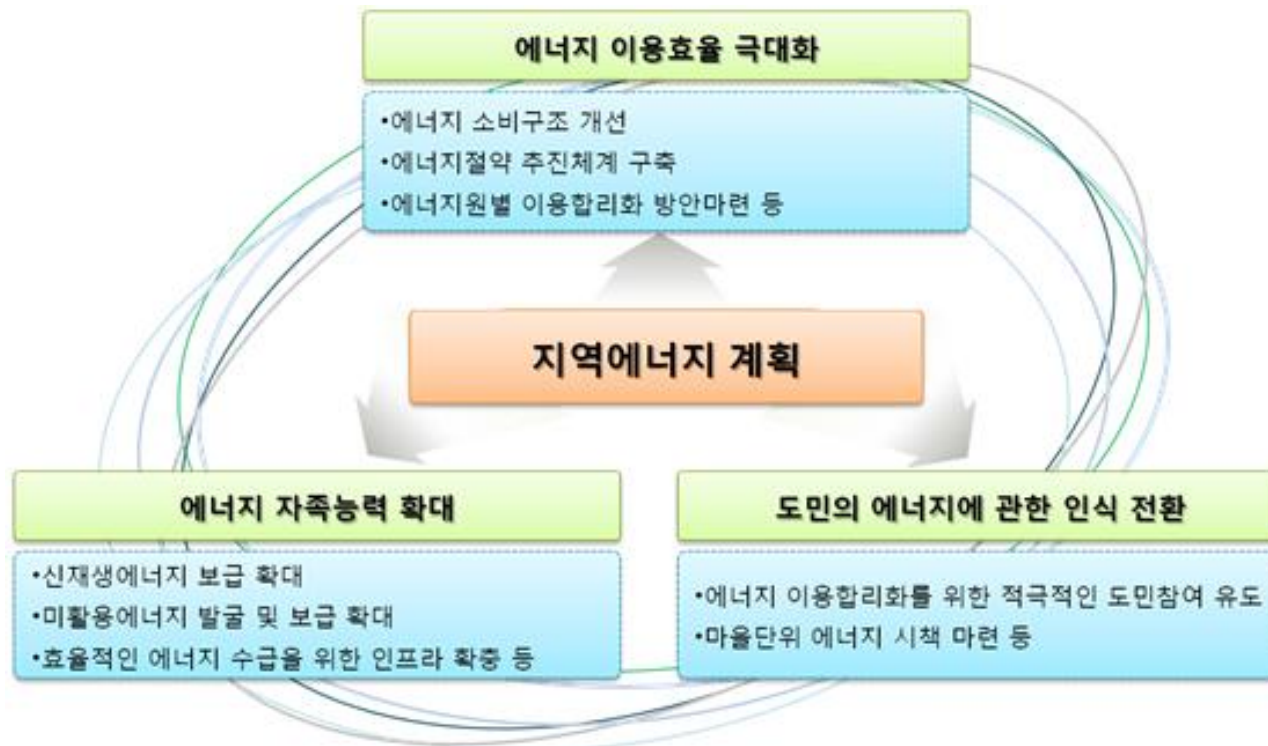 에너지 이용효율 극대화
•에너지 소비구조 개선
•에너지절약 추진체계 구축
•에너지원별 이용합리화 방안마련 등
지역에너지 계획
에너지 자족능력 확대
•신재생에너지 보급 확대
•미활용에너지 발굴 및 보급 확대
•효율적인 에너지 수급을 위한 인프라 확충 등
도민의 에너지에 관한 인식 전환
•에너지 이용합리화를 위한 적극적인 도민참여 유도
•마을단위 에너지 시책 마련 등